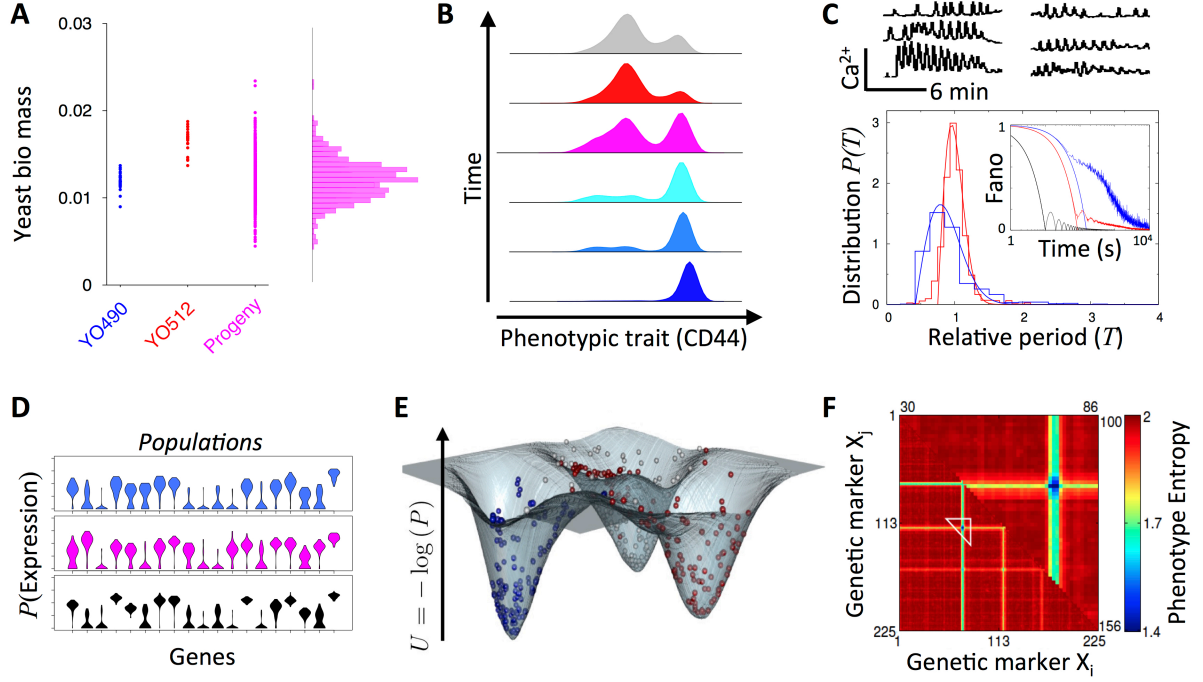 A
0.03
0.02
0.01
0
Yeast bio mass
YO490
YO512
Progeny
B
Time
Phenotypic trait (CD44)
C
Ca2+
6 min
Distribution P(T)
3
2
1
0
0 1 2 3 4
Relative period (T)
Fano
1
0
1 10^4
Time (s)
D
Populations
P(Expression)
Genes
E
U = − log (P)
F
30 86
1
113
225
Genetic marker Xj
100
156
1 113 225
Genetic marker Xi
2
1.7
1.4
Phenotype Entropy